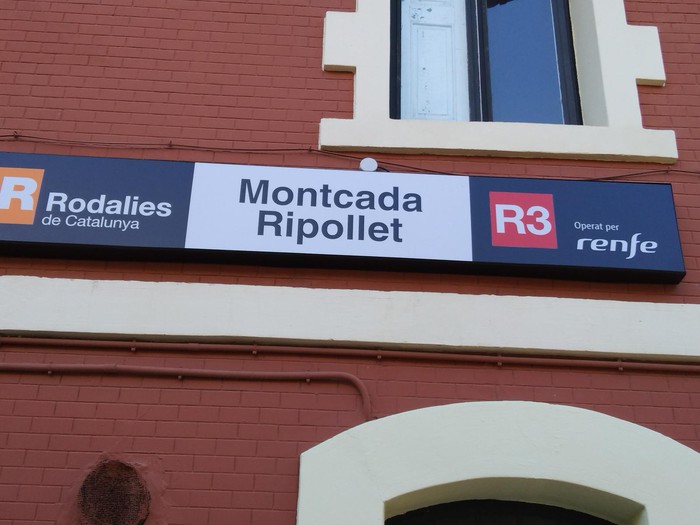 R
Rodalies
de Catalunya
Montcada
Ripollet
R3
Operat per
renfe